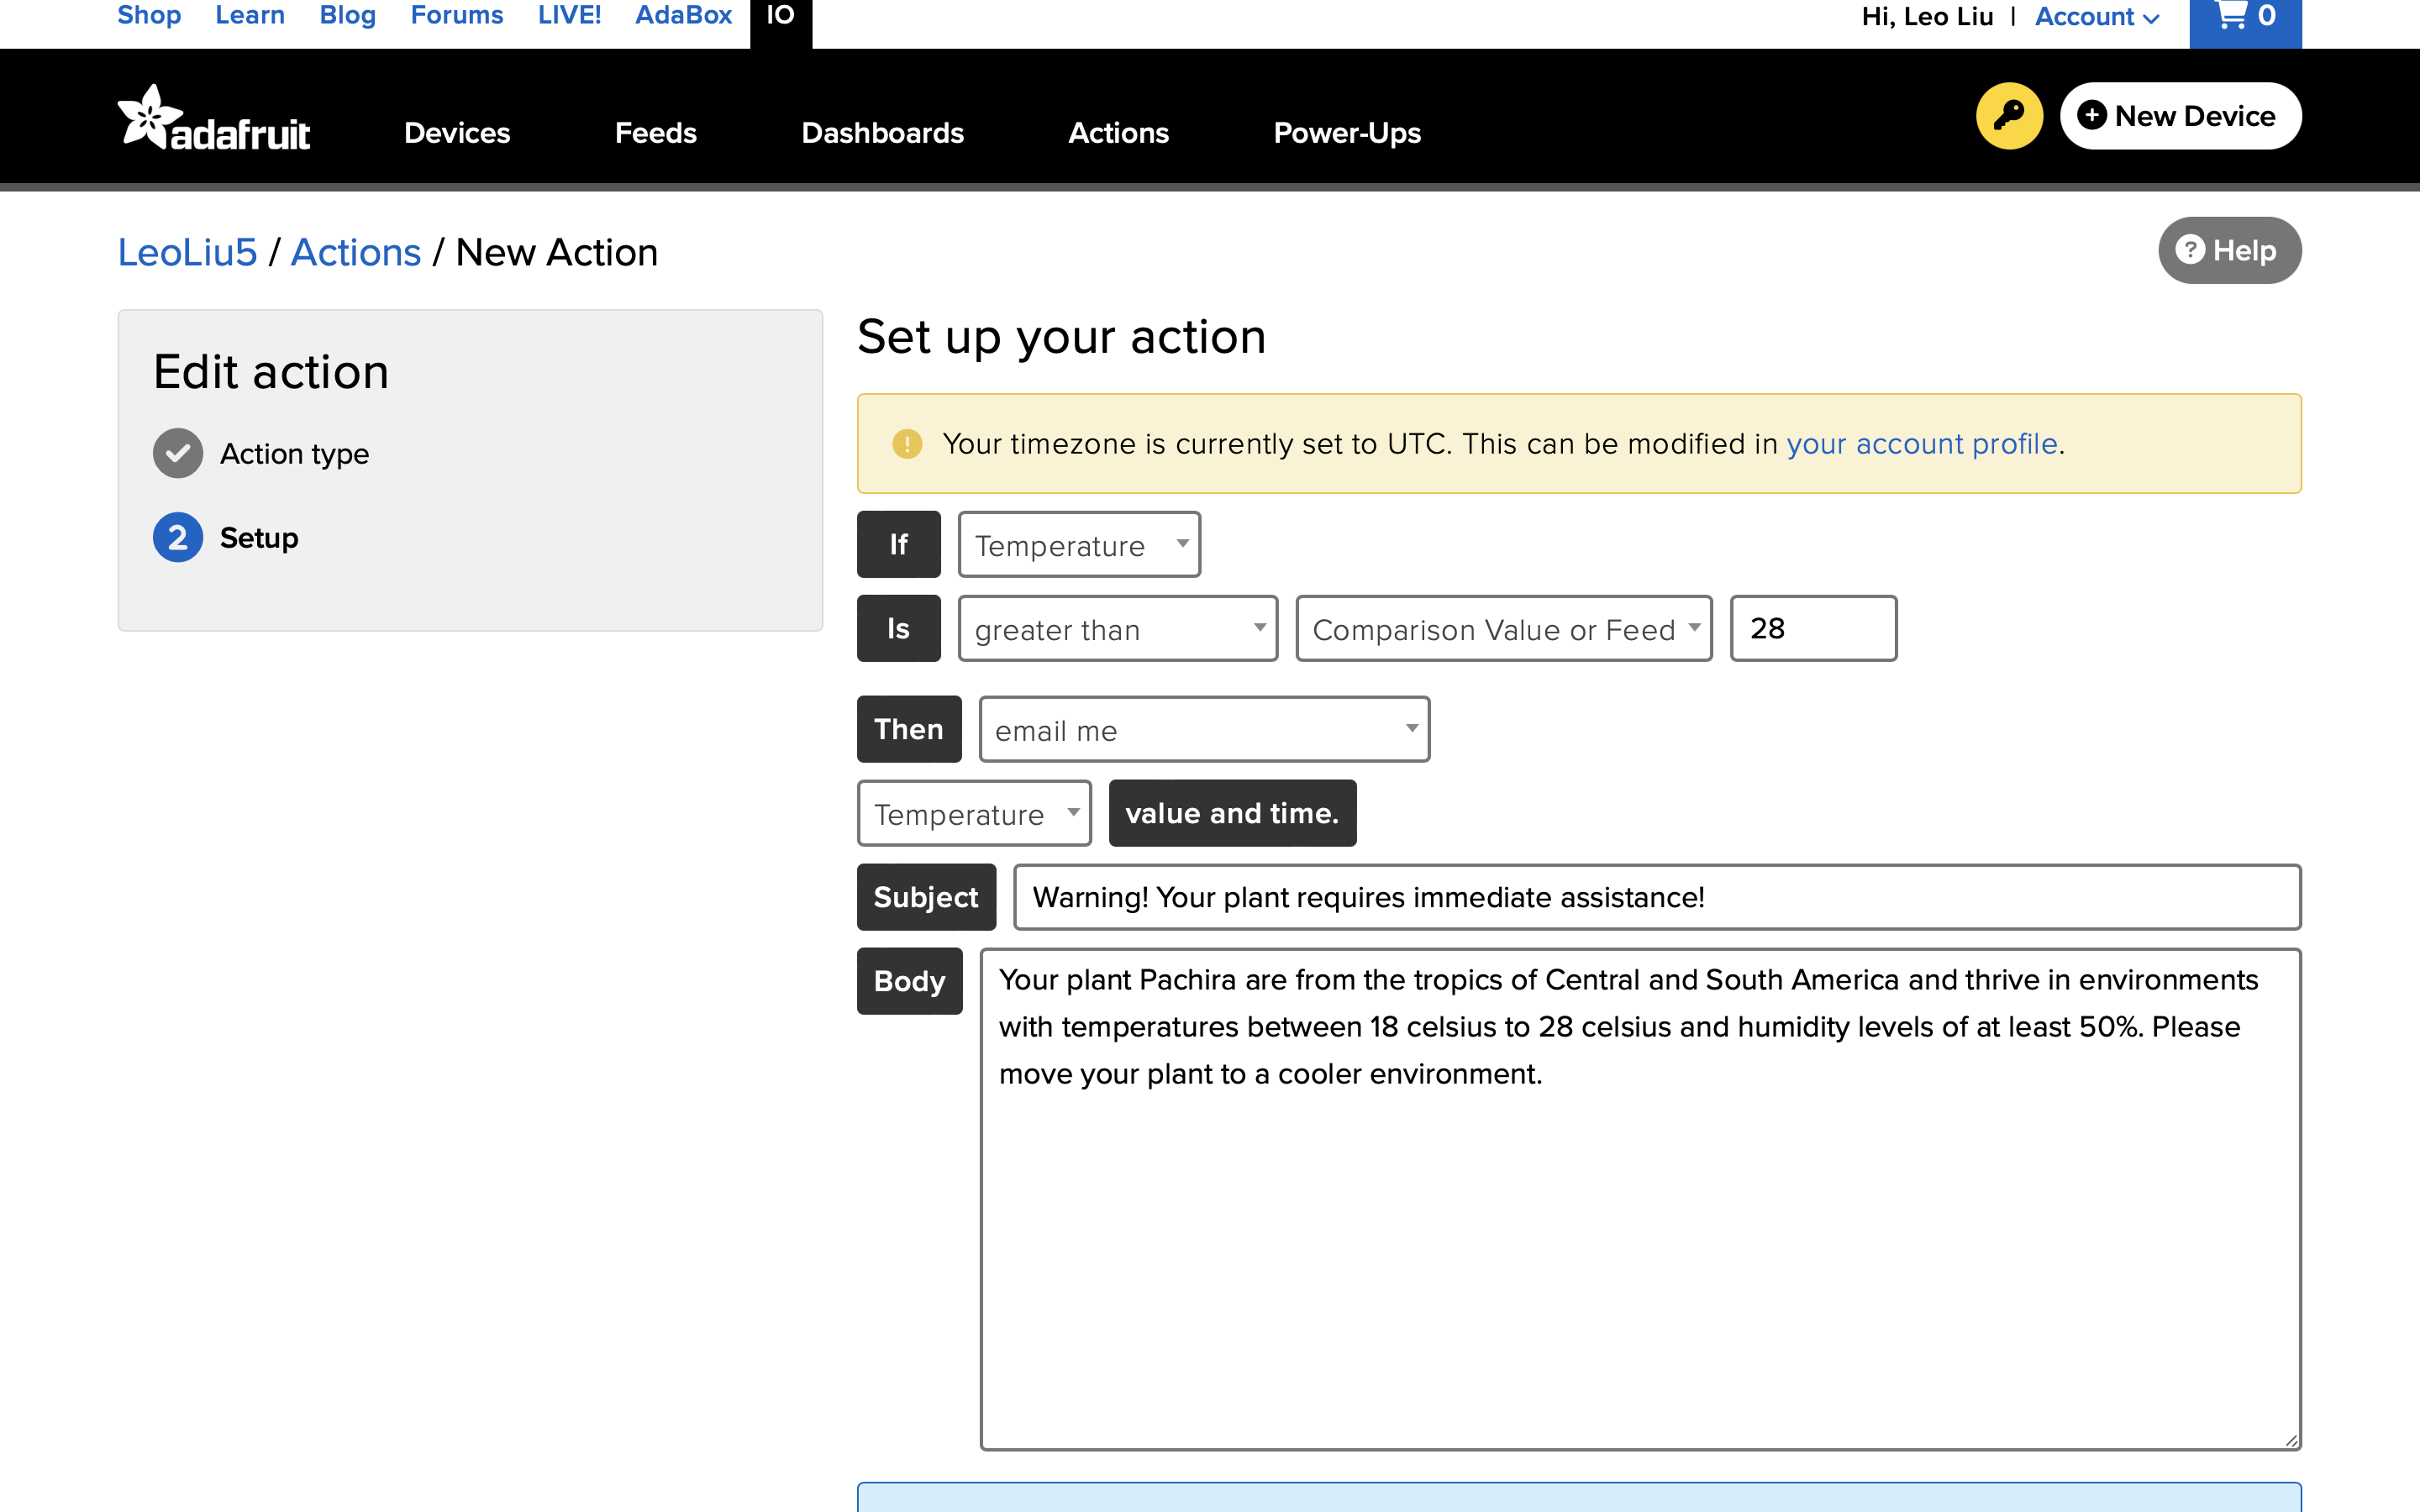 Shop Learn Blog Forums LIVE! AdaBox IO Hi, Leo Liu | Account 0
adafruit Devices Feeds Dashboards Actions Power-Ups New Device
LeoLiu5 / Actions / New Action Help
Edit action
Action type
2 Setup
Set up your action
Your timezone is currently set to UTC. This can be modified in your account profile.
If Temperature
Is greater than Comparison Value or Feed 28
Then email me
Temperature value and time.
Subject Warning! Your plant requires immediate assistance!
Body Your plant Pachira are from the tropics of Central and South America and thrive in environments
with temperatures between 18 celsius to 28 celsius and humidity levels of at least 50%. Please
move your plant to a cooler environment.